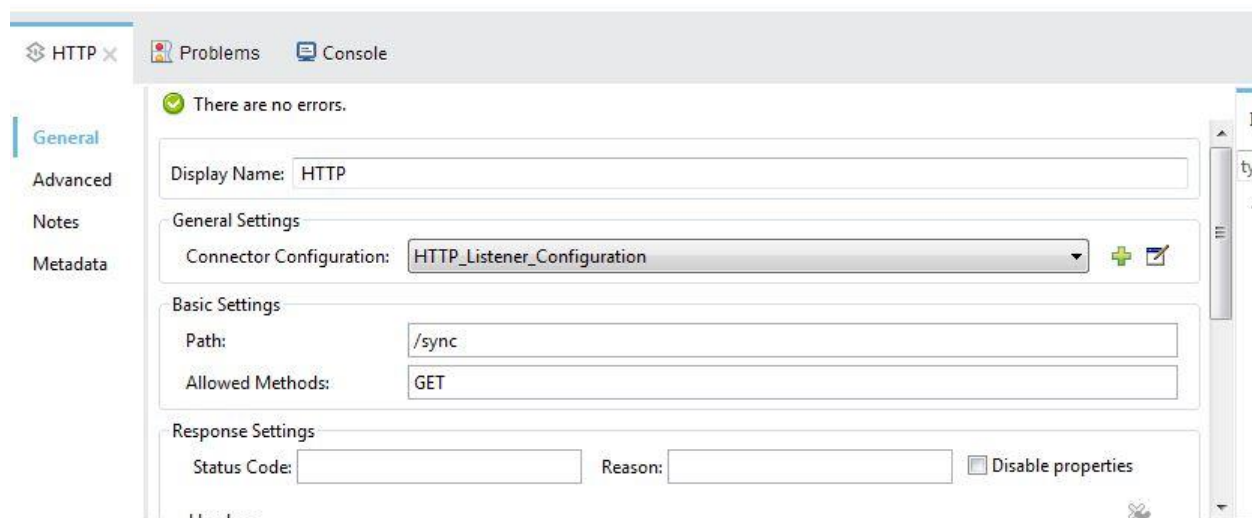 HTTP Problems Console
There are no errors.
General
Advanced
Notes
Metadata
Display Name: HTTP
General Settings
Connector Configuration: HTTP_Listener_Configuration
Basic Settings
Path: /sync
Allowed Methods: GET
Response Settings
Status Code: Reason: Disable properties
ty